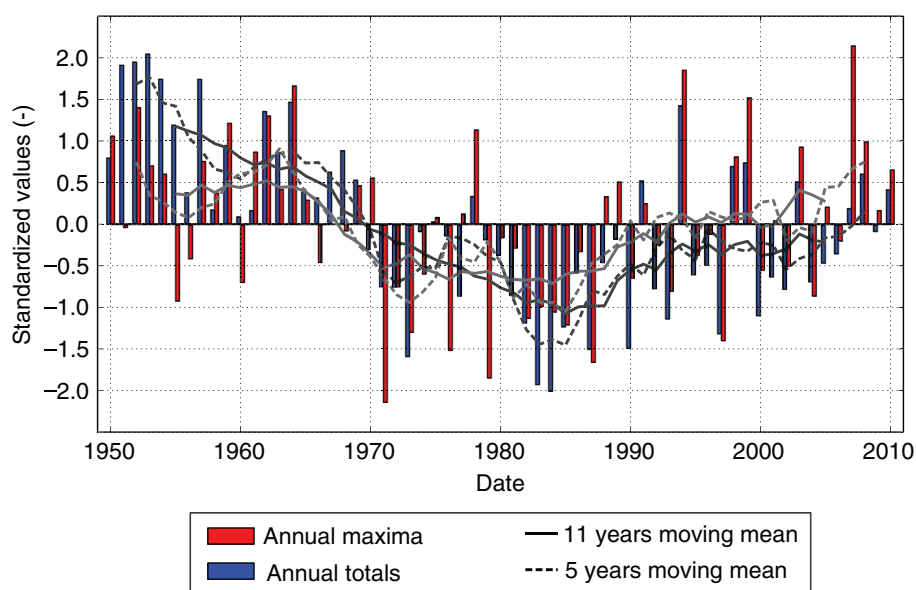 Standardized values (-)
2.0
1.5
1.0
0.5
0.0
−0.5
−1.0
−1.5
−2.0
1950 1960 1970 1980 1990 2000 2010
Date
Annual maxima
11 years moving mean
Annual totals
5 years moving mean